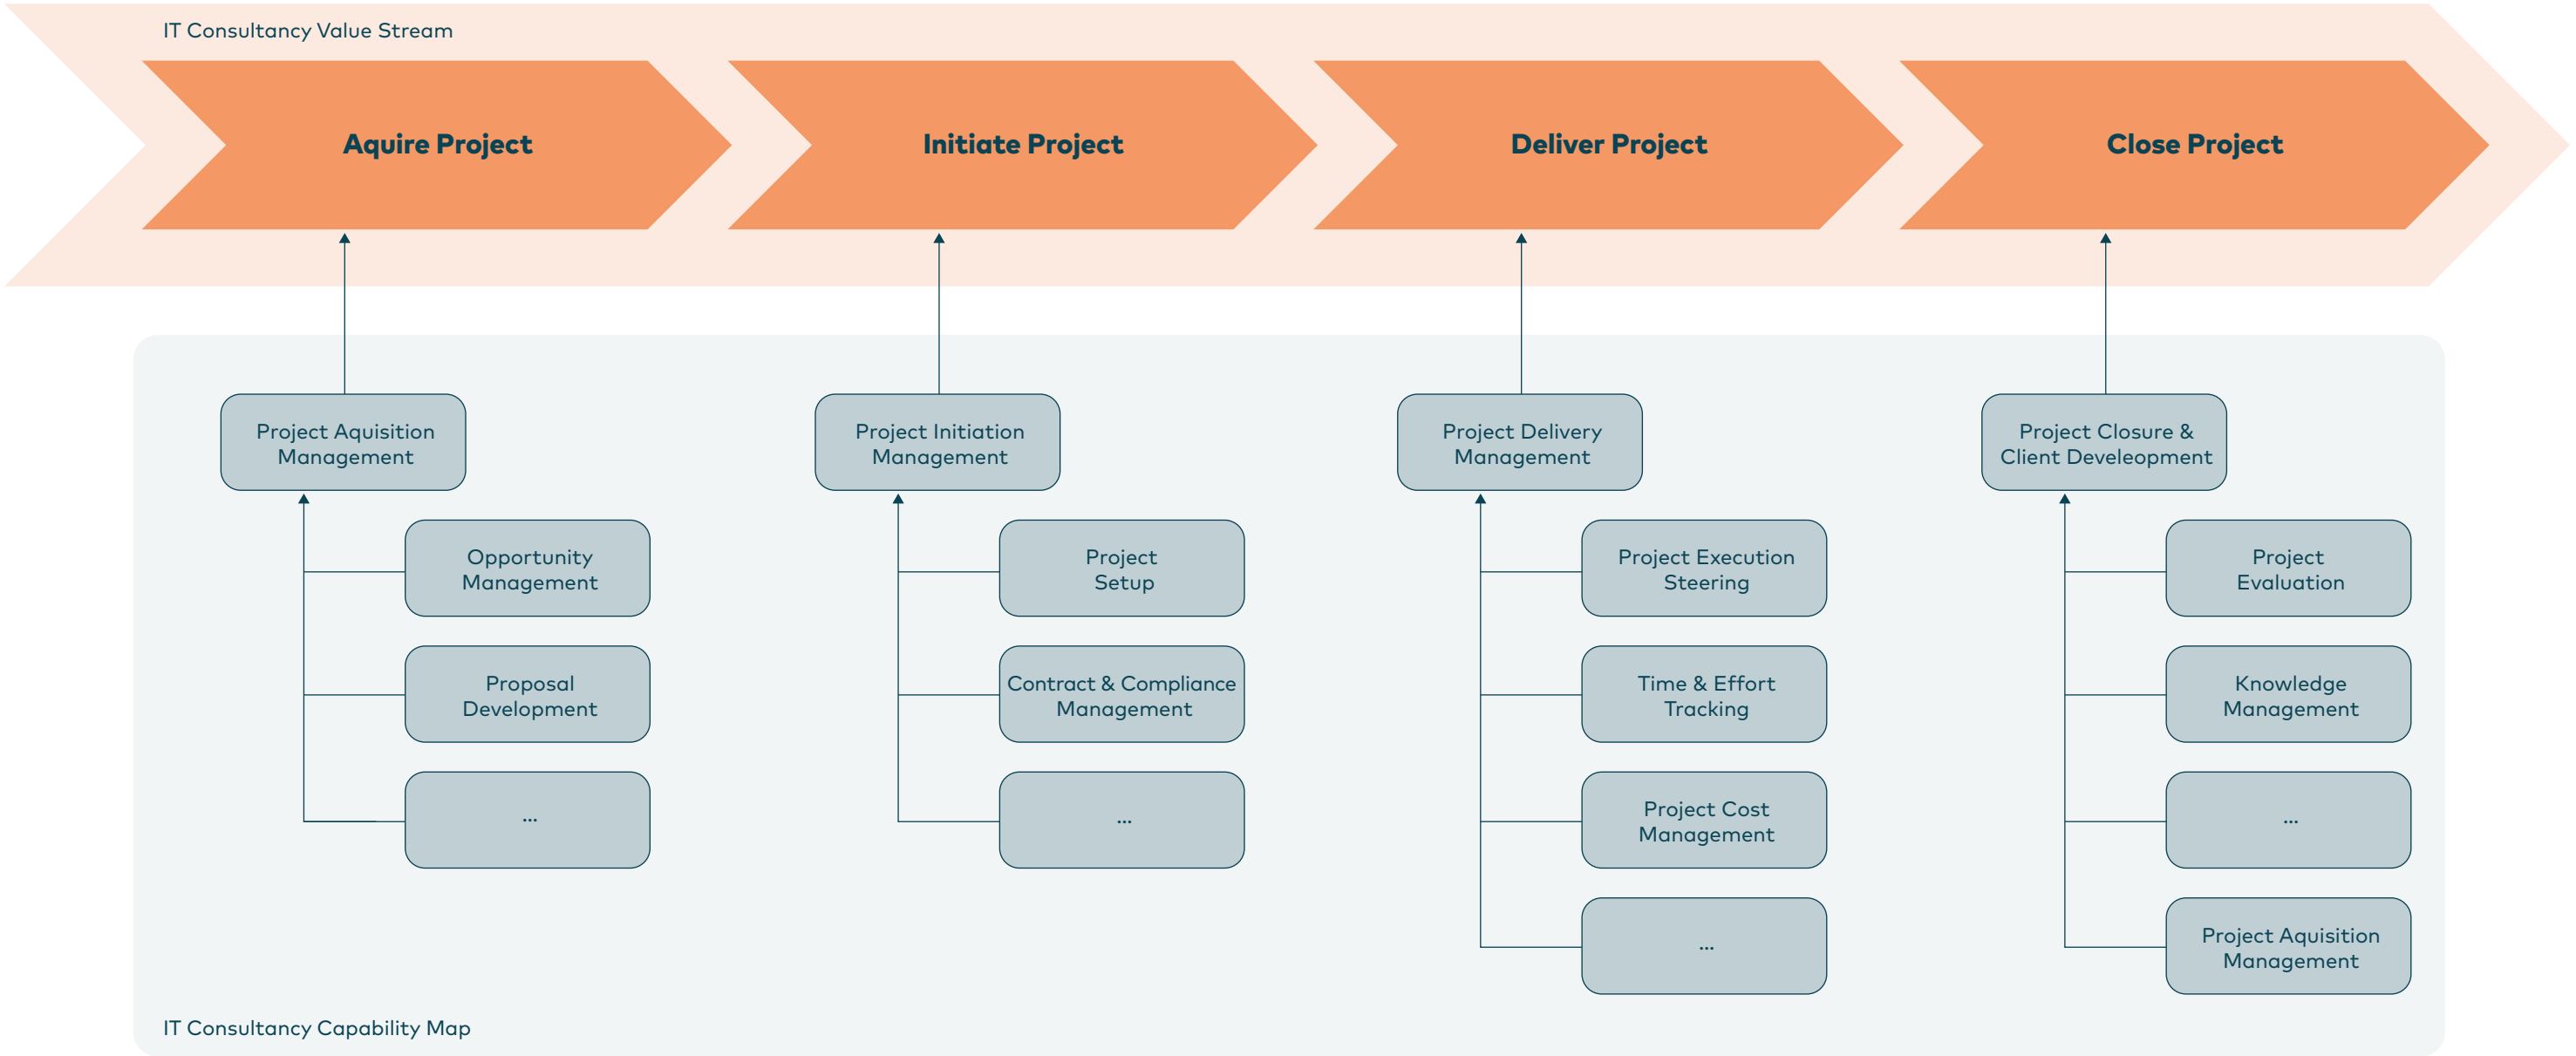 IT Consultancy Value Stream
Aquire Project
Initiate Project
Deliver Project
Close Project
Project Aquisition
Management
Opportunity
Management
Proposal
Development
...
Project Initiation
Management
Project
Setup
Contract & Compliance
Management
...
Project Delivery
Management
Project Execution
Steering
Time & Effort
Tracking
Project Cost
Management
...
Project Closure &
Client Develeopment
Project
Evaluation
Knowledge
Management
...
Project Aquisition
Management
IT Consultancy Capability Map